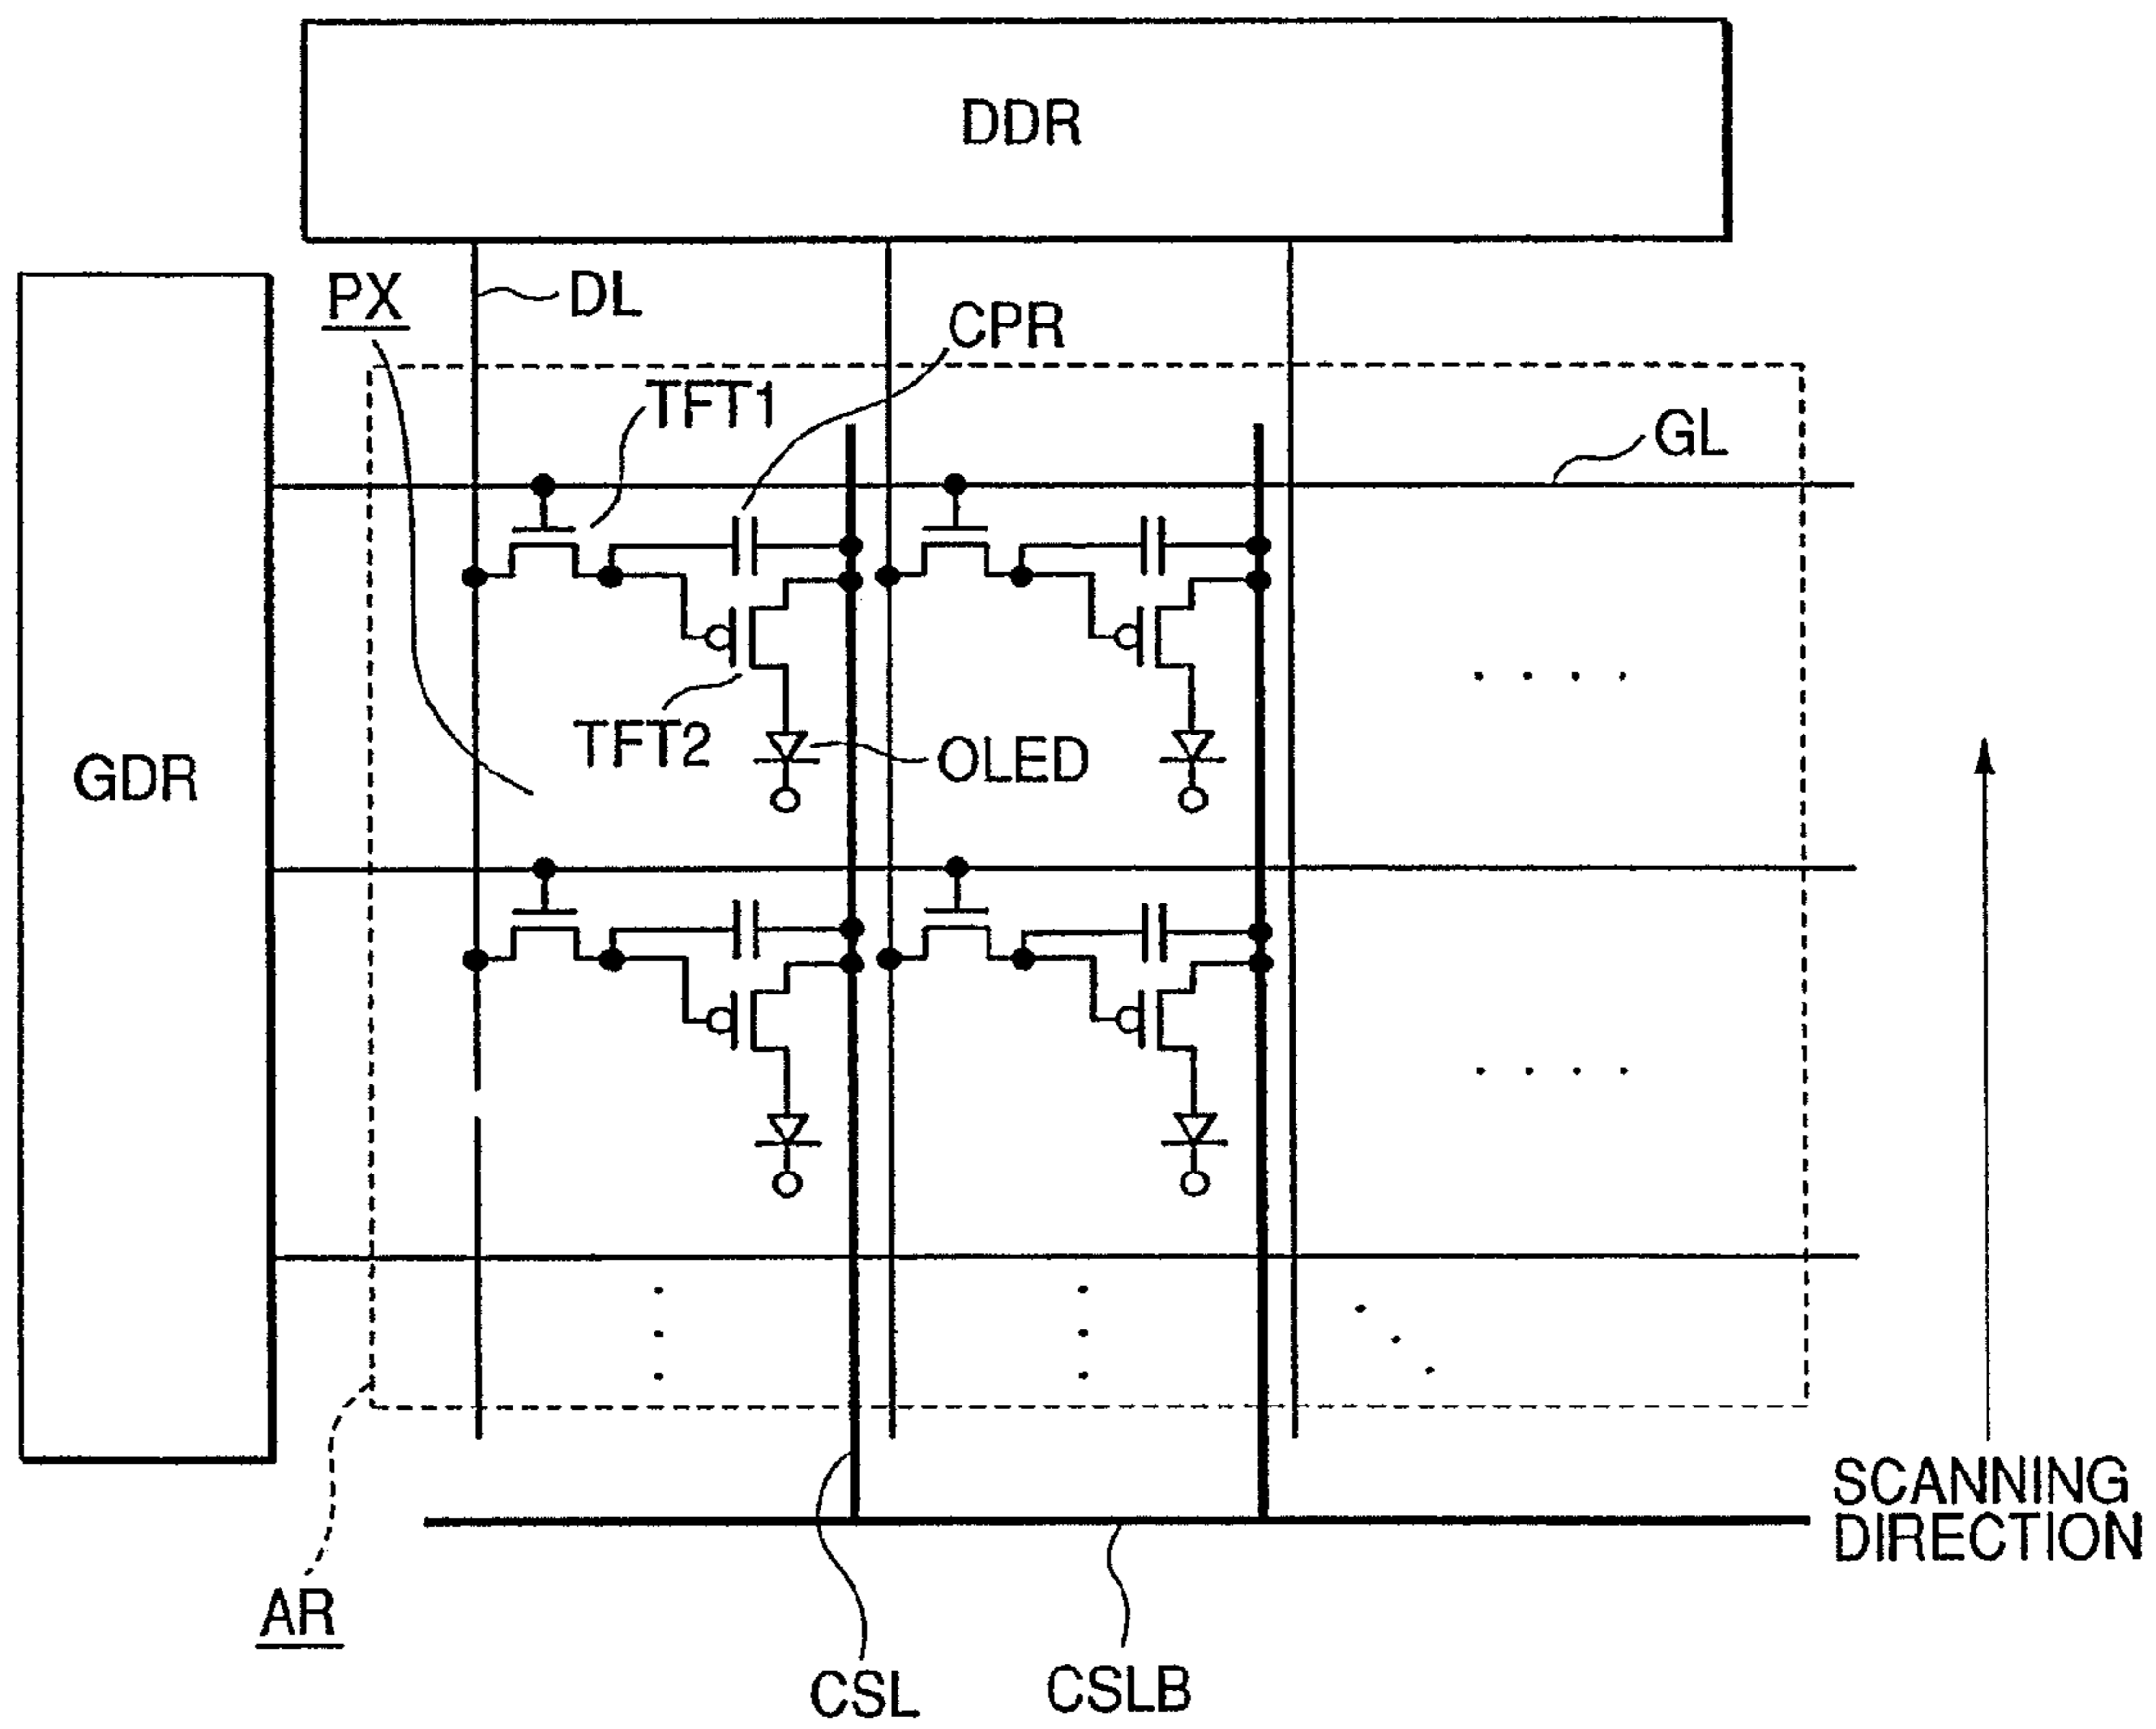 DDR
PX
DL
CPR
TFT1
GL
TFT2
OLED
GDR
SCANNING
DIRECTION
AR
CSL
CSLB